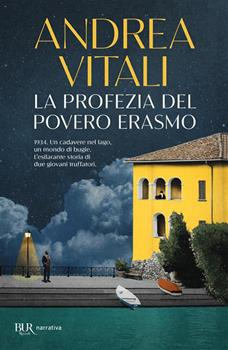 ANDREA
VITALI
LA PROFEZIA DEL
POVERO ERASMO
1934. Un cadavere nel lago,
un mondo di bugie.
L'esilarante storia di
due giovani truffatori.
BUR
Rizzoli
narrativa